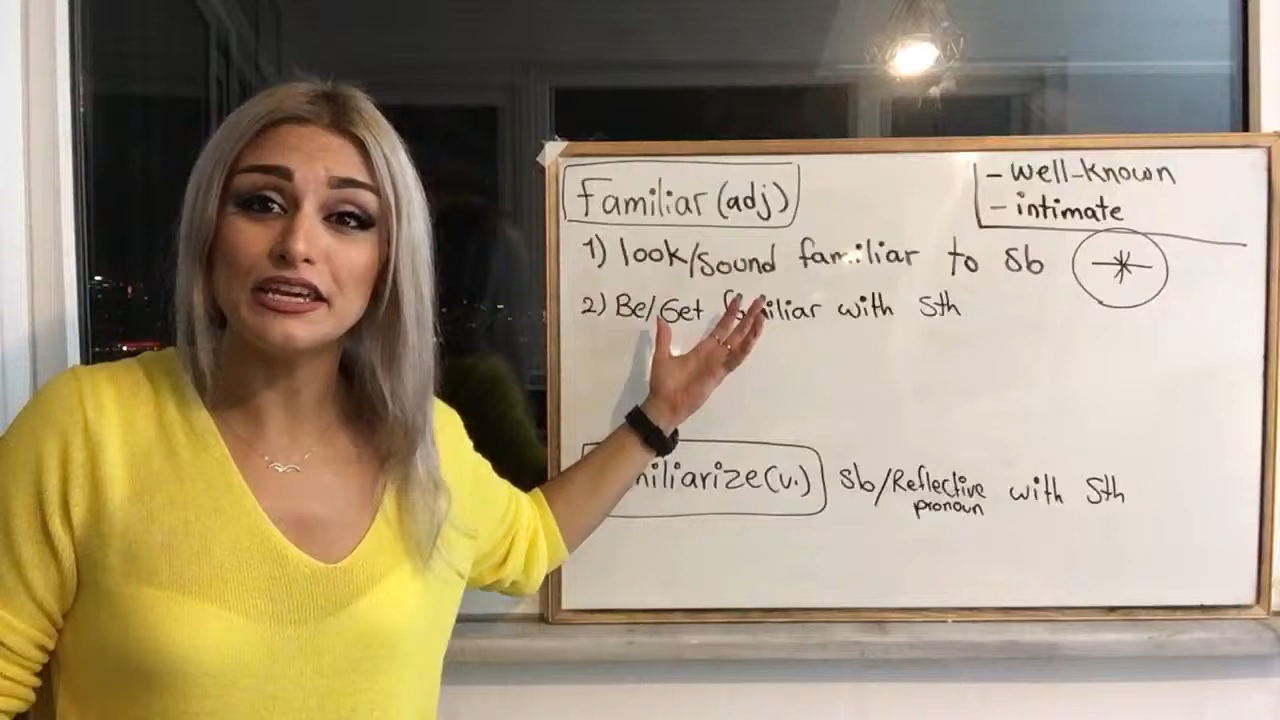 familiar (adj)
- well-known
- intimate
1) look/sound familiar to sb
2) Be/Get familiar with sth
miliarize (v.) sb/Reflective with sth
pronoun